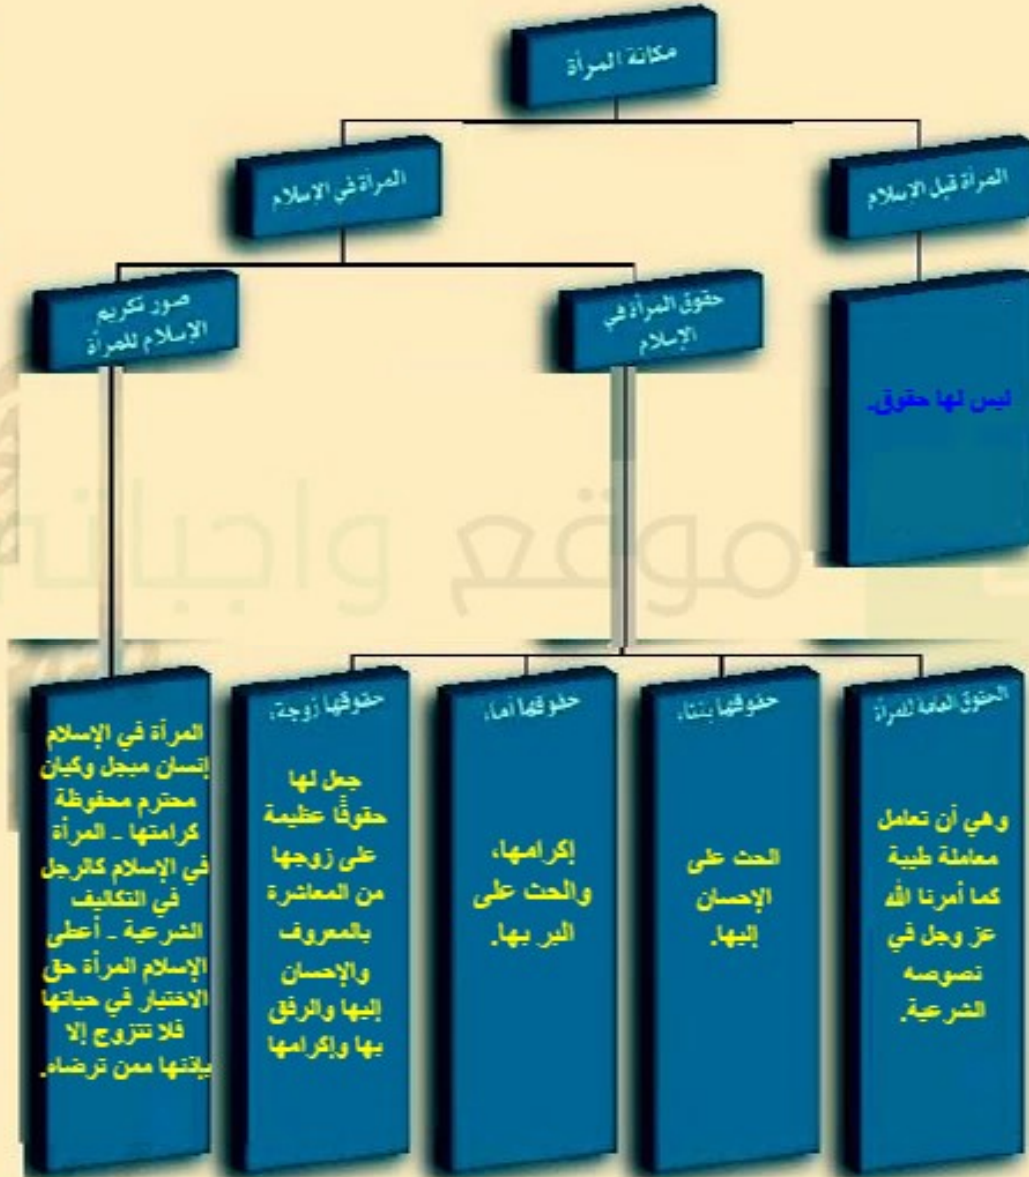 مكانة المرأة
المرأة قبل الإسلام
المرأة في الإسلام
ليس لها حقوق.
حقوق المرأة في
الإسلام
صور تكريم
الإسلام للمرأة
موقع واجباتي
الحقوق العامة للمرأة
وهي أن تعامل
معاملة طيبة
كما أمرنا الله
عز وجل في
نصوصه
الشرعية.
حقوقها بنتا،
الحث على
الإحسان
إليها.
حقوقها أما،
إكرامها،
والحث على
البر بها.
حقوقها زوجة،
جعل لها
حقوقًا عظيمة
على زوجها
من المعاشرة
بالمعروف
والإحسان
إليها والرفق
بها وإكرامها
المرأة في الإسلام
إنسان مبجل وكيان
محترم محفوظة
كرامتها - المرأة
في الإسلام كالرجل
في التكاليف
الشرعية - أعطى
الإسلام المرأة حق
الاختيار في حياتها
فلا تتزوج إلا
بإذنها ممن ترضاه.